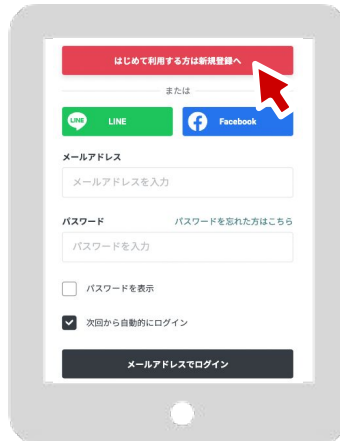 はじめて利用する方は新規登録へ
または
LINE LINE
Facebook
メールアドレス
メールアドレスを入力
パスワード パスワードを忘れた方はこちら
パスワードを入力
パスワードを表示
次回から自動的にログイン
メールアドレスでログイン